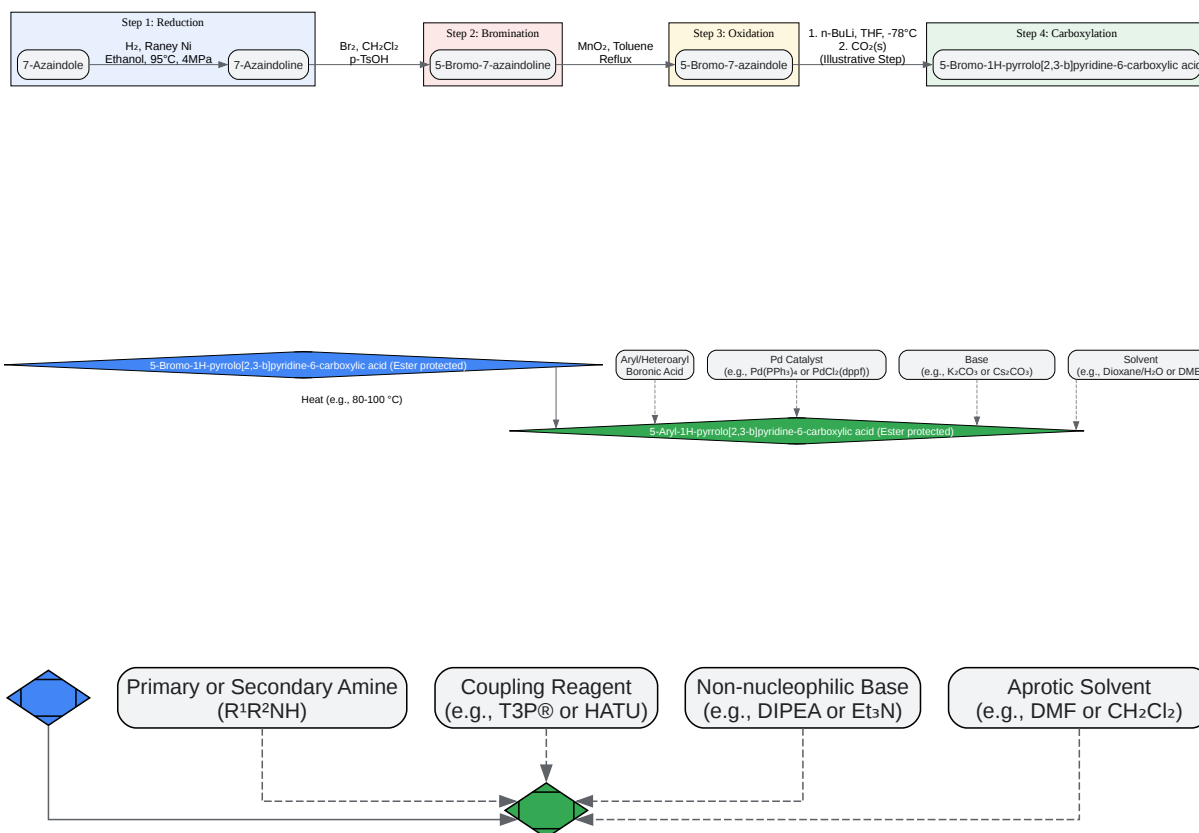 Step 1: Reduction
7-Azaindole
H₂, Raney Ni
Ethanol, 95°C, 4MPa
7-Azaindoline
Br₂, CH₂Cl₂
p-TsOH
Step 2: Bromination
5-Bromo-7-azaindoline
MnO₂, Toluene
Reflux
Step 3: Oxidation
5-Bromo-7-azaindole
1. n-BuLi, THF, -78°C
2. CO₂(s)
(Illustrative Step)
Step 4: Carboxylation
5-Bromo-1H-pyrrolo[2,3-b]pyridine-6-carboxylic acid
5-Bromo-1H-pyrrolo[2,3-b]pyridine-6-carboxylic acid (Ester protected)
Aryl/Heteroaryl
Boronic Acid
Pd Catalyst
(e.g., Pd(PPh₃)₄ or PdCl₂(dppf))
Base
(e.g., K₂CO₃ or Cs₂CO₃)
Solvent
(e.g., Dioxane/H₂O or DME
Heat (e.g., 80-100 °C)
5-Aryl-1H-pyrrolo[2,3-b]pyridine-6-carboxylic acid (Ester protected)
Primary or Secondary Amine
(R¹R²NH)
Coupling Reagent
(e.g., T3P® or HATU)
Non-nucleophilic Base
(e.g., DIPEA or Et₃N)
Aprotic Solvent
(e.g., DMF or CH₂Cl₂)